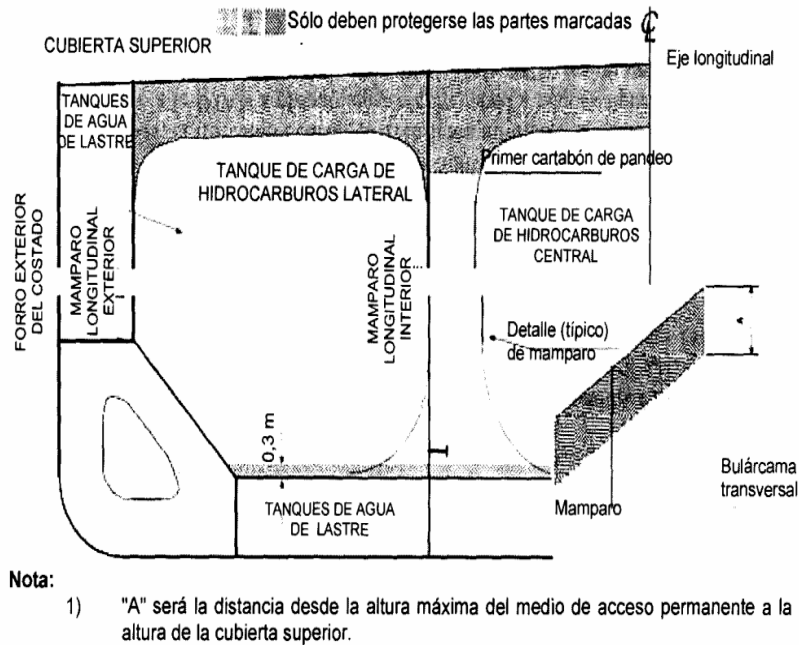 Sólo deben protegerse las partes marcadas
CUBIERTA SUPERIOR
Eje longitudinal
TANQUES
DE AGUA
DE LASTRE
Primer cartabón de pandeo
TANQUE DE CARGA DE
HIDROCARBUROS LATERAL
TANQUE DE CARGA
DE HIDROCARBUROS
CENTRAL
FORRO EXTERIOR
DEL COSTADO
MAMPARO
LONGITUDINAL
EXTERIOR
MAMPARO
LONGITUDINAL
INTERIOR
Detalle (típico)
de mamparo
A
0,3 m
Bulárcama
transversal
Mamparo
TANQUES DE AGUA
DE LASTRE
Nota:
1) "A" será la distancia desde la altura máxima del medio de acceso permanente a la
altura de la cubierta superior.